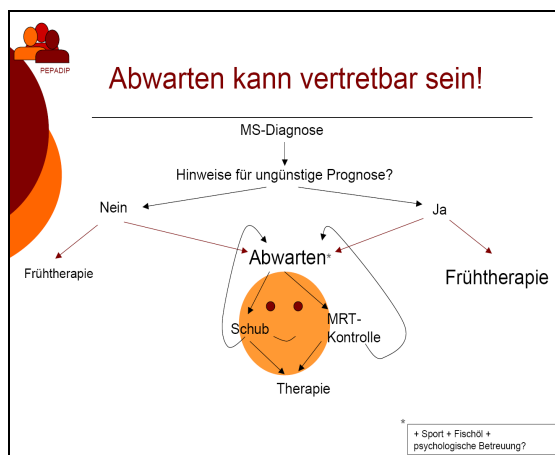 PEPADIP
Abwarten kann vertretbar sein!
MS-Diagnose
Hinweise für ungünstige Prognose?
Nein
Ja
Abwarten*
Frühtherapie
Frühtherapie
Schub
MRT-
Kontrolle
Therapie
*
+ Sport + Fischöl +
psychologische Betreuung?